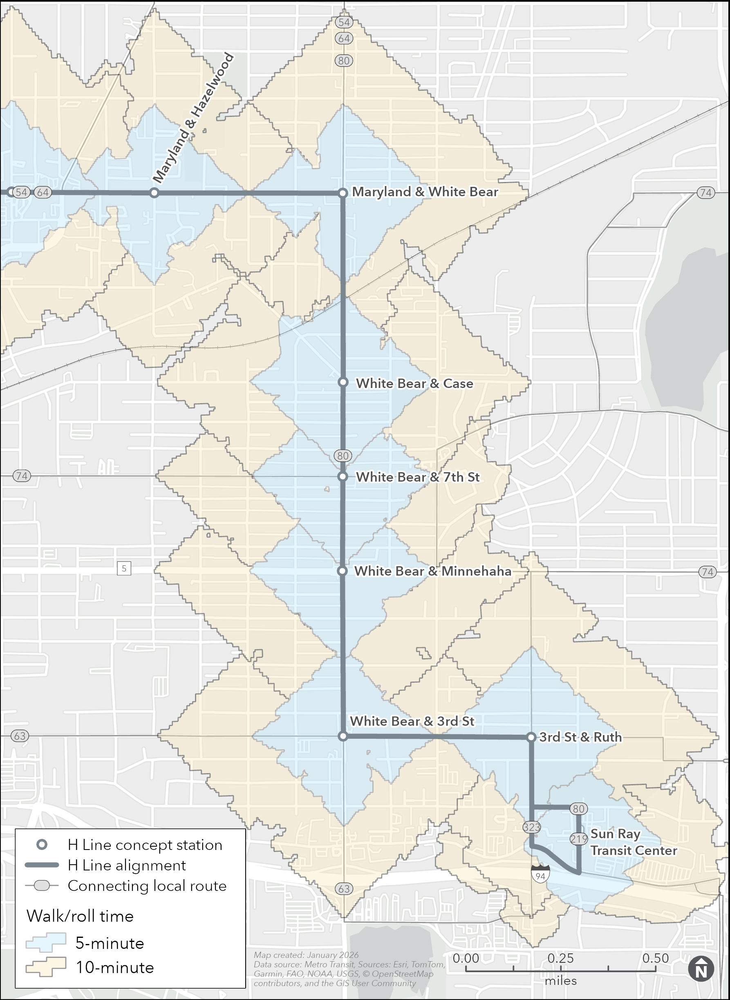 54
64
80
Maryland & Hazelwood
54
64
Maryland & White Bear
74
White Bear & Case
80
74
White Bear & 7th St
5
White Bear & Minnehaha
74
White Bear & 3rd St
63
3rd St & Ruth
80
323
219
Sun Ray
Transit Center
94
63
H Line concept station
H Line alignment
Connecting local route
Walk/roll time
5-minute
10-minute
Map created: January 2026
Data source: Metro Transit, Sources: Esri, TomTom,
Garmin, FAO, NOAA, USGS, © OpenStreetMap
contributors, and the GIS User Community
0.00 0.25 0.50
miles
N